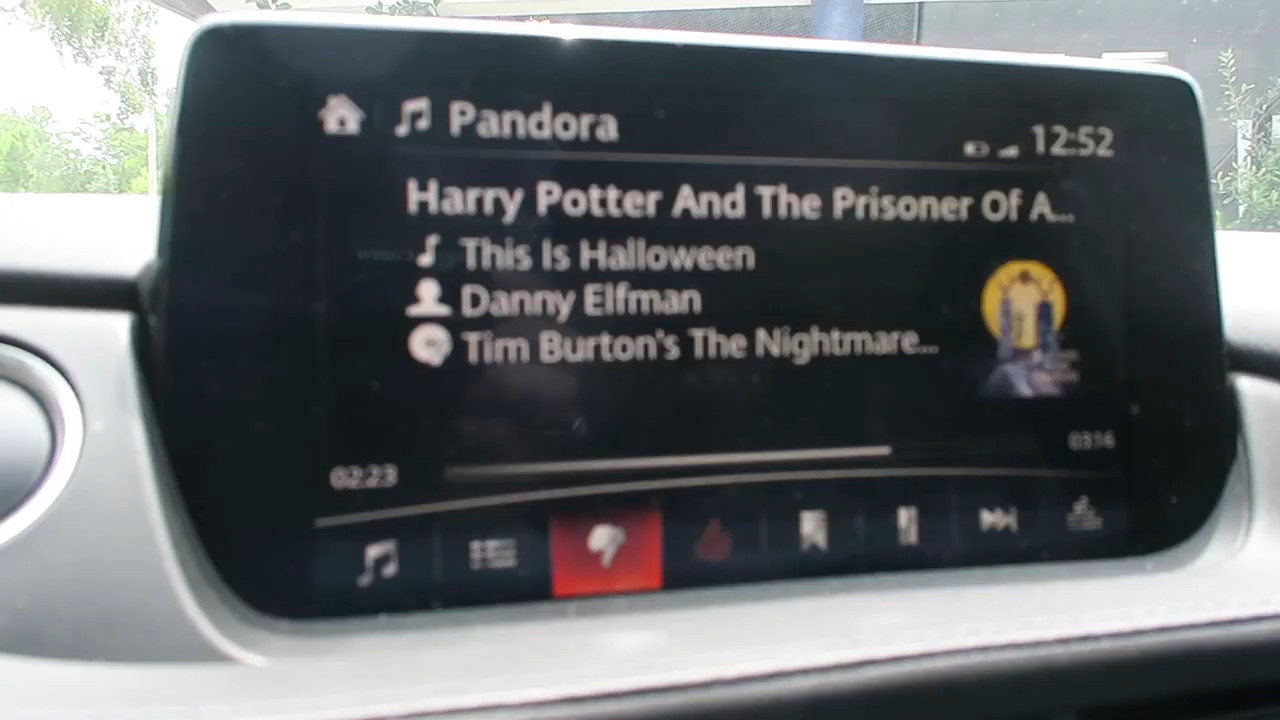 Pandora
12:52
Harry Potter And The Prisoner Of A...
This Is Halloween
Danny Elfman
Tim Burton's The Nightmare...
02:23
03:16